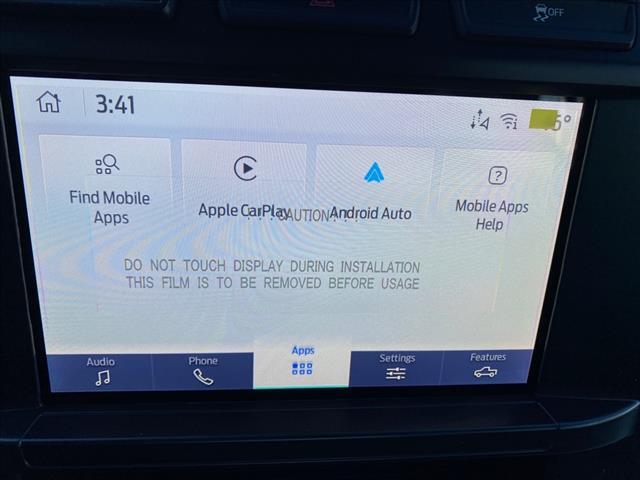 OFF
3:41
5°
Find Mobile
Apps
Apple CarPlay
Android Auto
Mobile Apps
Help
. . .CAUTION. . .
DO NOT TOUCH DISPLAY DURING INSTALLATION
THIS FILM IS TO BE REMOVED BEFORE USAGE
Audio
Phone
Apps
Settings
Features